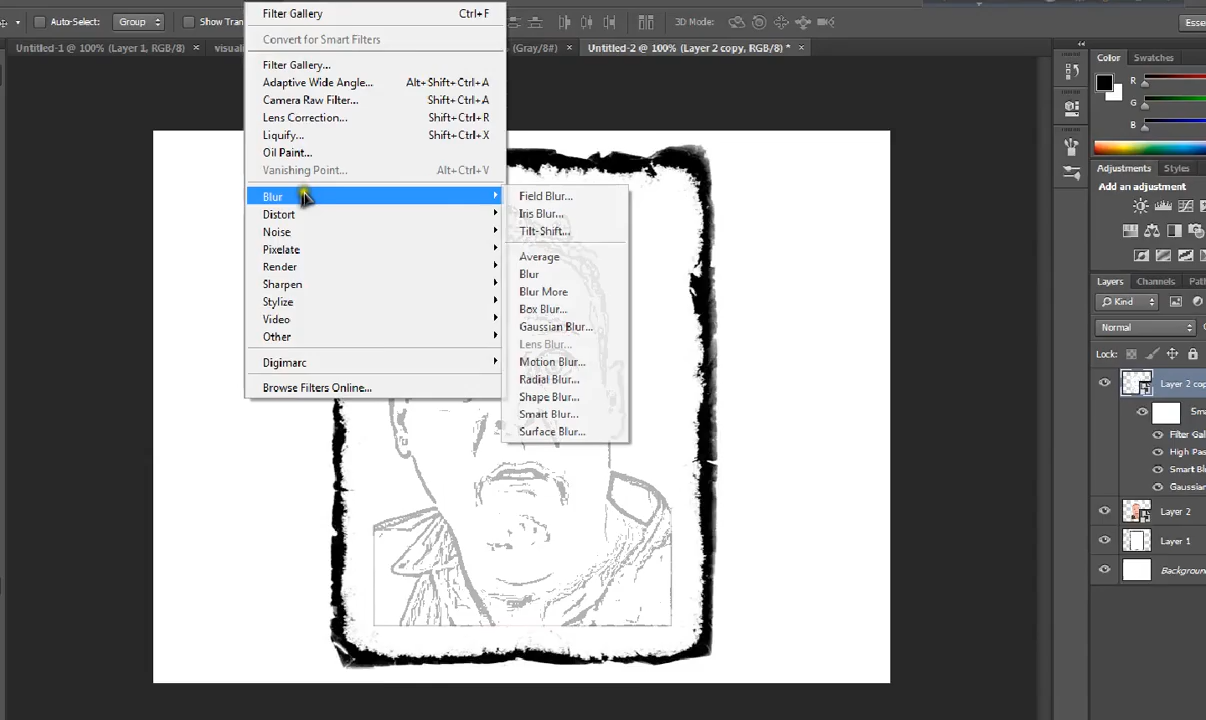 Filter Gallery Ctrl+F
Auto-Select: Group Show Tran 3D Mode: Esse
Convert for Smart Filters
Untitled-1 @ 100% (Layer 1, RGB/8) × visual (Gray/8#) × Untitled-2 @ 100% (Layer 2 copy, RGB/8) * ×
Filter Gallery...
Adaptive Wide Angle... Alt+Shift+Ctrl+A
Camera Raw Filter... Shift+Ctrl+A
Lens Correction... Shift+Ctrl+R
Liquify... Shift+Ctrl+X
Oil Paint...
Vanishing Point... Alt+Ctrl+V
Blur
Distort
Noise
Pixelate
Render
Sharpen
Stylize
Video
Other
Digimarc
Browse Filters Online...
Field Blur...
Iris Blur...
Tilt-Shift...
Average
Blur
Blur More
Box Blur...
Gaussian Blur...
Lens Blur...
Motion Blur...
Radial Blur...
Shape Blur...
Smart Blur...
Surface Blur...
Color Swatches
R
G
B
Adjustments Styles
Add an adjustment
Layers Channels Pat
Kind
Normal
Lock:
Layer 2 cop
Sma
Filter Gal
High Pas
Smart Bl
Gaussian
Layer 2
Layer 1
Background